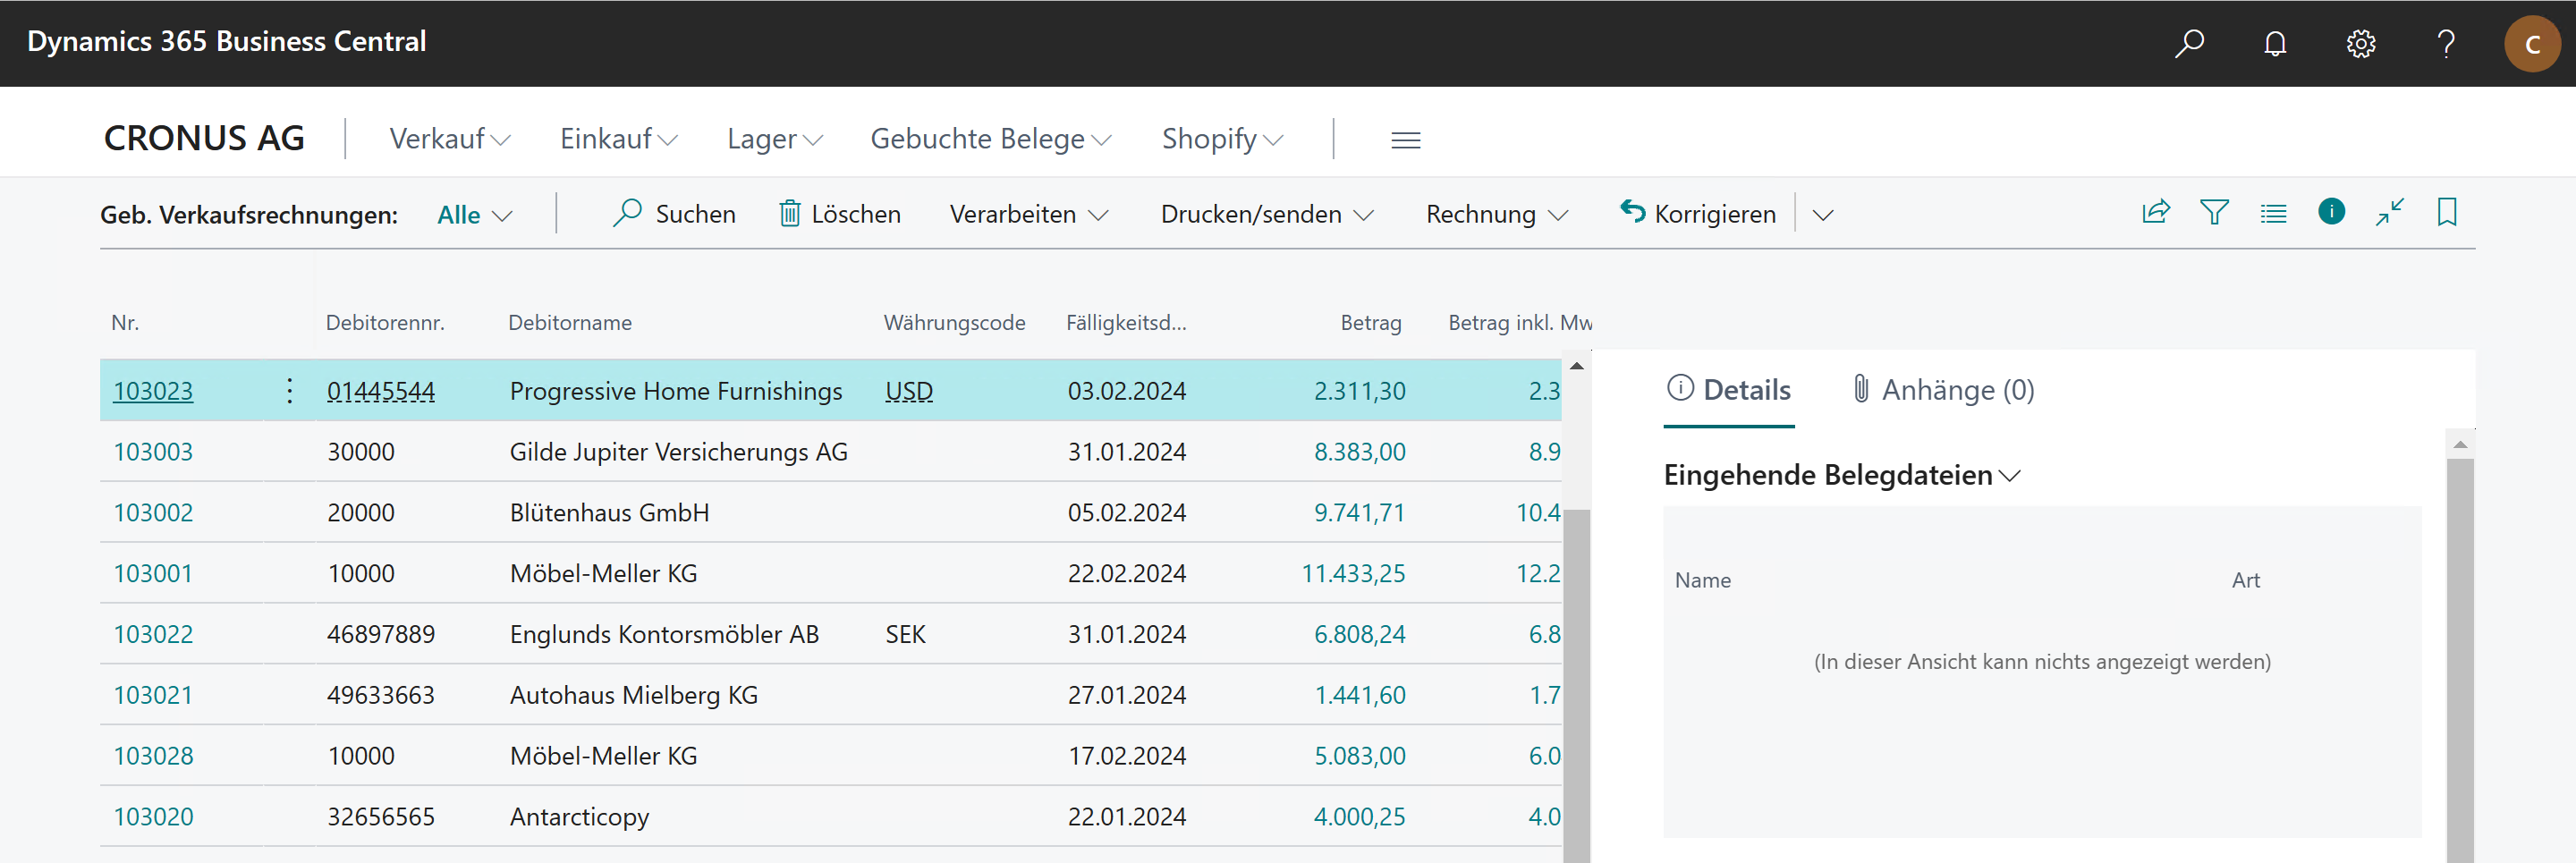 Dynamics 365 Business Central
C
CRONUS AG Verkauf Einkauf Lager Gebuchte Belege Shopify
Geb. Verkaufsrechnungen: Alle Suchen Löschen Verarbeiten Drucken/senden Rechnung Korrigieren
Nr. Debitorennr. Debitorname Währungscode Fälligkeitsd... Betrag Betrag inkl. Mw
103023 01445544 Progressive Home Furnishings USD 03.02.2024 2.311,30 2.3
103003 30000 Gilde Jupiter Versicherungs AG 31.01.2024 8.383,00 8.9
103002 20000 Blütenhaus GmbH 05.02.2024 9.741,71 10.4
103001 10000 Möbel-Meller KG 22.02.2024 11.433,25 12.2
103022 46897889 Englunds Kontorsmöbler AB SEK 31.01.2024 6.808,24 6.8
103021 49633663 Autohaus Mielberg KG 27.01.2024 1.441,60 1.7
103028 10000 Möbel-Meller KG 17.02.2024 5.083,00 6.0
103020 32656565 Antarcticopy 22.01.2024 4.000,25 4.0
Details Anhänge (0)
Eingehende Belegdateien
Name Art
(In dieser Ansicht kann nichts angezeigt werden)